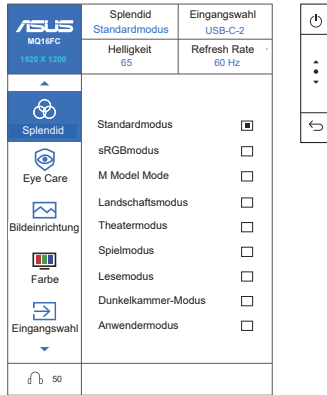 ASUS
MQ16FC
1920 X 1200
Splendid
Standardmodus
Eingangswahl
USB-C-2
Helligkeit
65
Refresh Rate
60 Hz
Splendid
Eye Care
Bildeinrichtung
Farbe
Eingangswahl
Standardmodus
sRGBmodus
M Model Mode
Landschaftsmodus
Theatermodus
Spielmodus
Lesemodus
Dunkelkammer-Modus
Anwendermodus
50